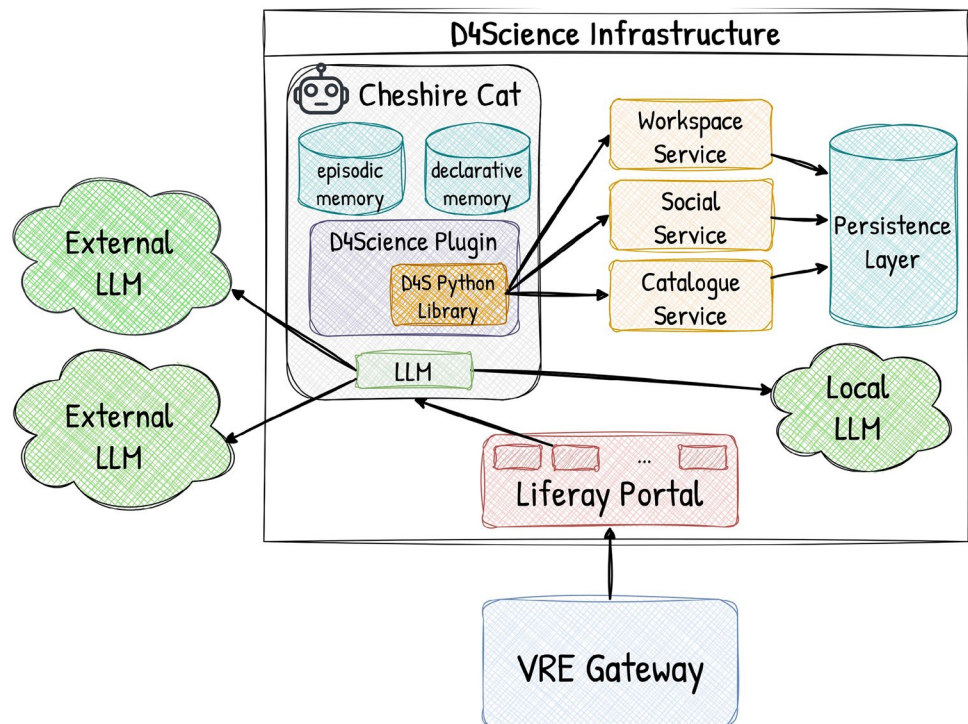 D4Science Infrastructure
Cheshire Cat
episodic
memory
declarative
memory
D4Science Plugin
D4S Python
Library
LLM
Workspace
Service
Social
Service
Catalogue
Service
Persistence
Layer
External
LLM
External
LLM
Local
LLM
...
Liferay Portal
VRE Gateway